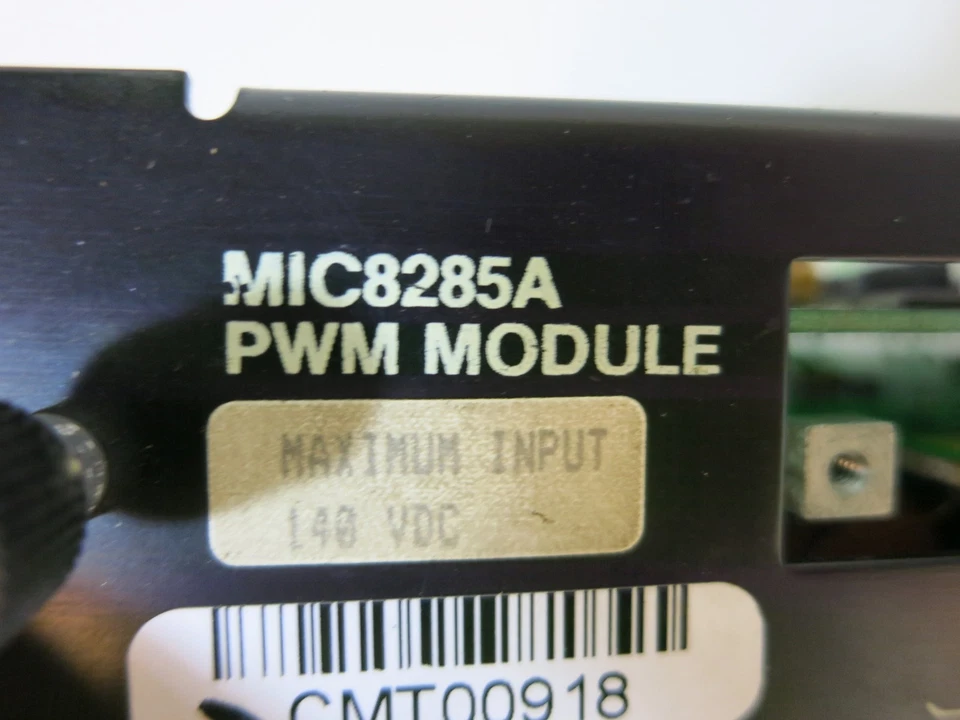 MIC8285A
PWM MODULE
MAXIMUM INPUT
140 VDC
CMT00918